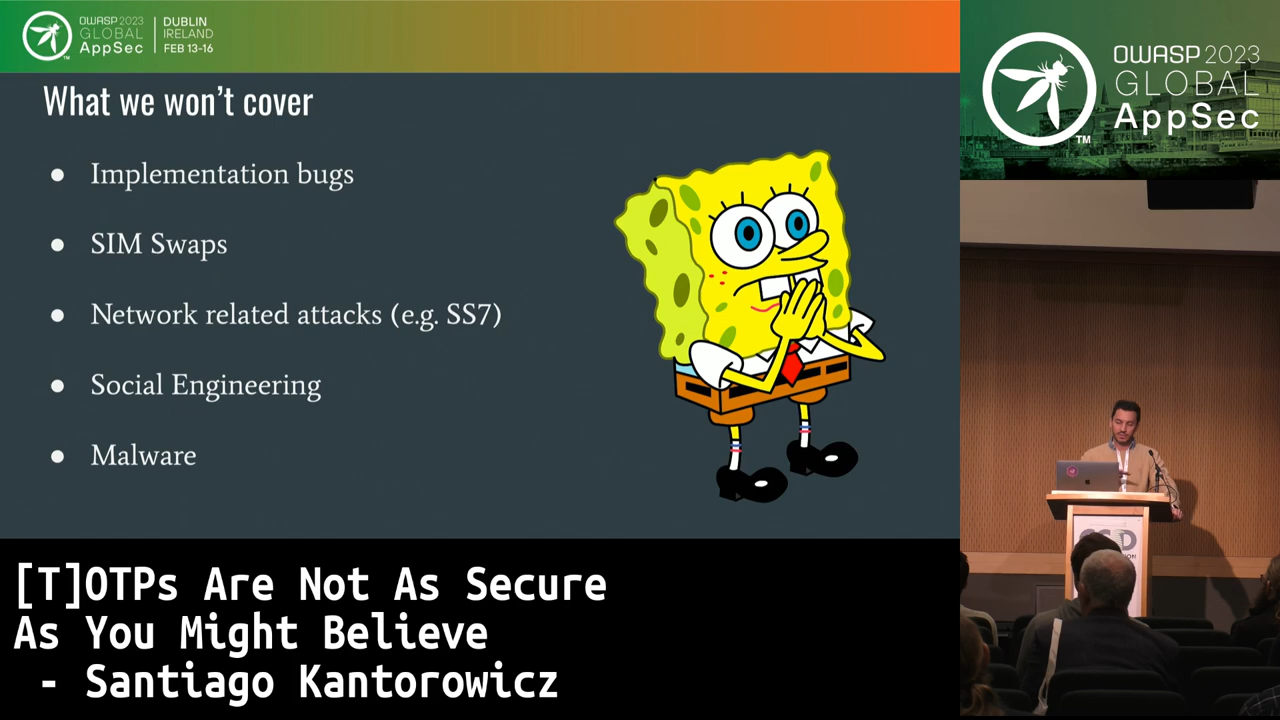 OWASP 2023
GLOBAL
AppSec
TM
DUBLIN
IRELAND
FEB 13-16
What we won't cover
● Implementation bugs
● SIM Swaps
● Network related attacks (e.g. SS7)
● Social Engineering
● Malware
[T]OTPs Are Not As Secure
As You Might Believe
- Santiago Kantorowicz
OWASP 2023
GLOBAL
AppSec
TM